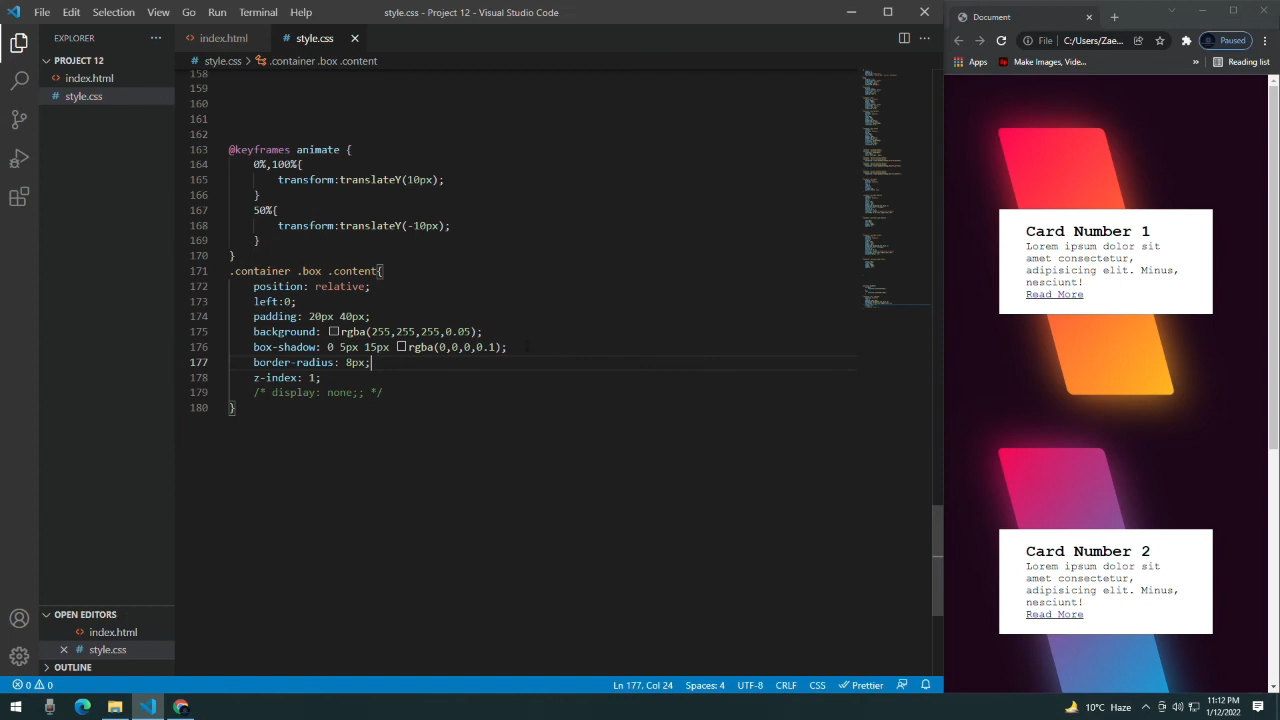 File Edit Selection View Go Run Terminal Help
style.css - Project 12 - Visual Studio Code
EXPLORER
PROJECT 12
index.html
style.css
OPEN EDITORS
index.html
style.css
OUTLINE
index.html
style.css
style.css > .container .box .content
158
159
160
161
162
163 @keyframes animate {
164 0%,100%{
165 transform:translateY(10px);
166 }
167 50%{
168 transform:translateY(-10px);
169 }
170 }
171 .container .box .content{
172 position: relative;
173 left:0;
174 padding: 20px 40px;
175 background: rgba(255,255,255,0.05);
176 box-shadow: 0 5px 15px rgba(0,0,0,0.1);
177 border-radius: 8px;
178 z-index: 1;
179 /* display: none;; */
180 }
0 0
Ln 177, Col 24 Spaces: 4 UTF-8 CRLF CSS Prettier
Document
File C:/Users/Zae... Paused
Apps Make Images, Vide... » Reading list
Card Number 1
Lorem ipsum dolor sit
amet consectetur,
adipisicing elit. Minus,
nesciunt!
Read More
Card Number 2
Lorem ipsum dolor sit
amet consectetur,
adipisicing elit. Minus,
nesciunt!
Read More
10°C Haze
11:12 PM
1/12/2022